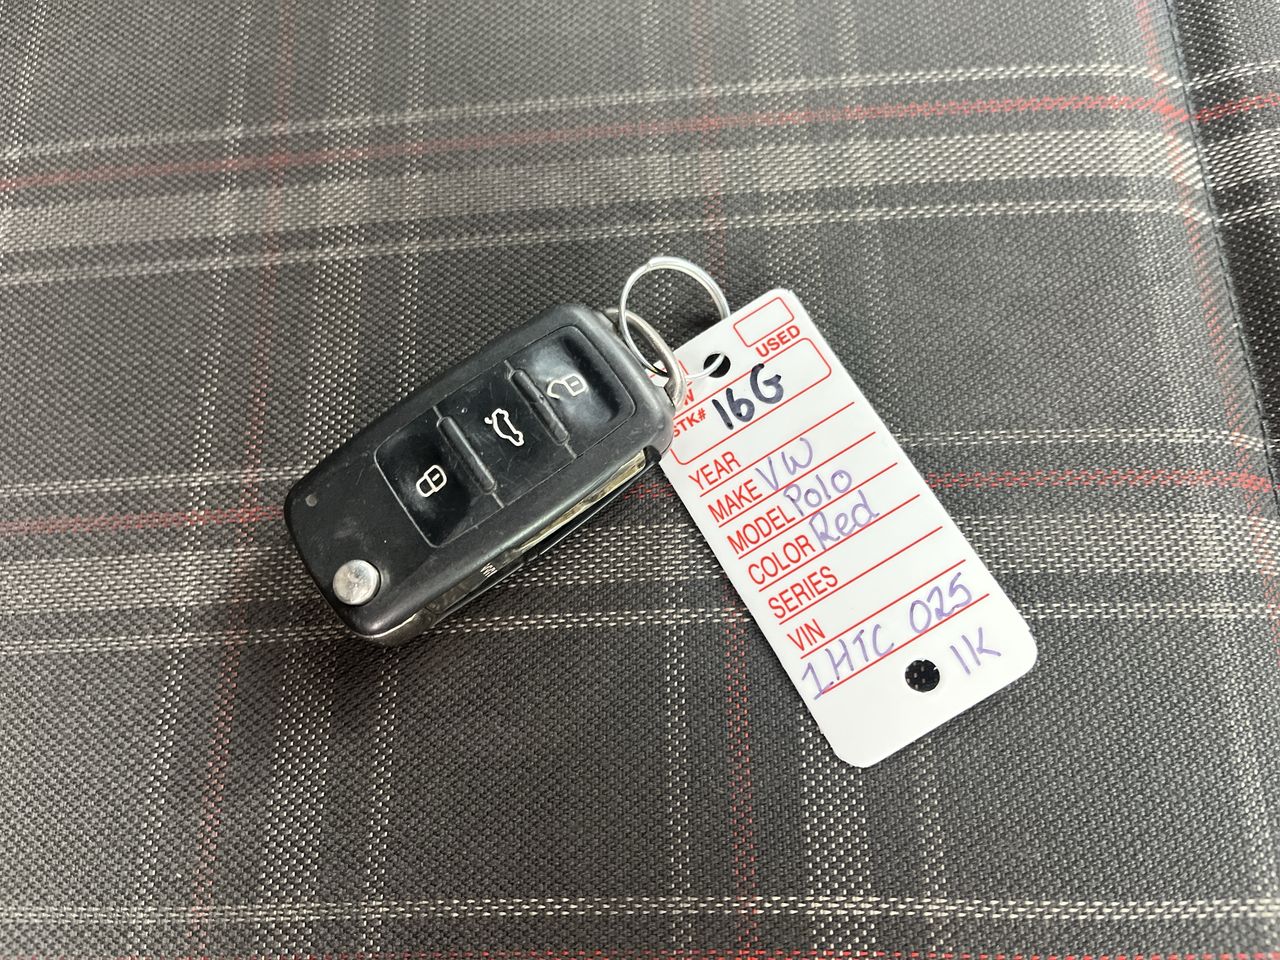 USED
STK# 16G
YEAR
MAKE VW
MODEL Polo
COLOR Red
SERIES
VIN
1HTC 025
1K